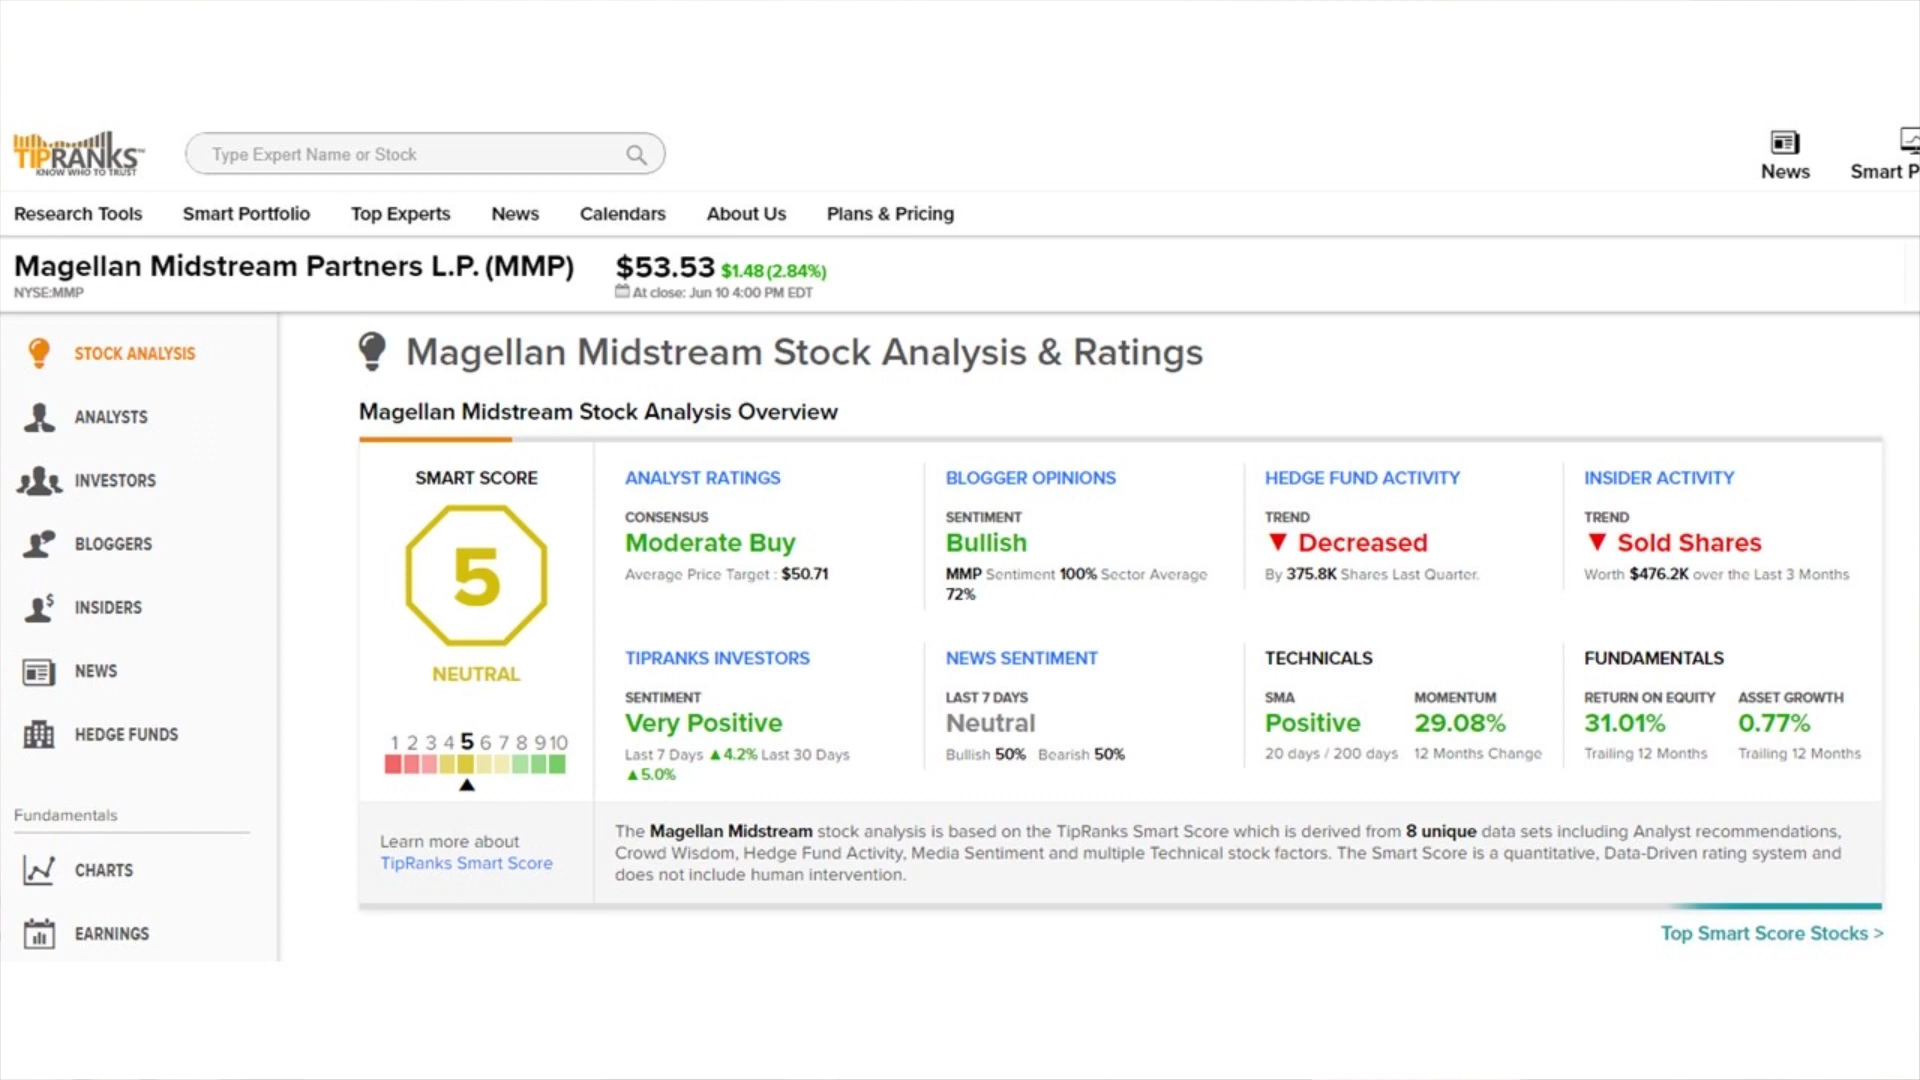 TIPRANKS™
KNOW WHO TO TRUST
Type Expert Name or Stock
News
Smart P
Research Tools
Smart Portfolio
Top Experts
News
Calendars
About Us
Plans & Pricing
Magellan Midstream Partners L.P. (MMP)
NYSE:MMP
$53.53 $1.48 (2.84%)
At close: Jun 10 4:00 PM EDT
STOCK ANALYSIS
ANALYSTS
INVESTORS
BLOGGERS
INSIDERS
NEWS
HEDGE FUNDS
Fundamentals
CHARTS
EARNINGS
Magellan Midstream Stock Analysis & Ratings
Magellan Midstream Stock Analysis Overview
SMART SCORE
5
NEUTRAL
1 2 3 4 5 6 7 8 9 10
ANALYST RATINGS
CONSENSUS
Moderate Buy
Average Price Target : $50.71
BLOGGER OPINIONS
SENTIMENT
Bullish
MMP Sentiment 100% Sector Average
72%
HEDGE FUND ACTIVITY
TREND
▼ Decreased
By 375.8K Shares Last Quarter.
INSIDER ACTIVITY
TREND
▼ Sold Shares
Worth $476.2K over the Last 3 Months
TIPRANKS INVESTORS
SENTIMENT
Very Positive
Last 7 Days ▲4.2% Last 30 Days
▲5.0%
NEWS SENTIMENT
LAST 7 DAYS
Neutral
Bullish 50% Bearish 50%
TECHNICALS
SMA
Positive
20 days / 200 days
MOMENTUM
29.08%
12 Months Change
FUNDAMENTALS
RETURN ON EQUITY
31.01%
Trailing 12 Months
ASSET GROWTH
0.77%
Trailing 12 Months
Learn more about
TipRanks Smart Score
The Magellan Midstream stock analysis is based on the TipRanks Smart Score which is derived from 8 unique data sets including Analyst recommendations,
Crowd Wisdom, Hedge Fund Activity, Media Sentiment and multiple Technical stock factors. The Smart Score is a quantitative, Data-Driven rating system and
does not include human intervention.
Top Smart Score Stocks >